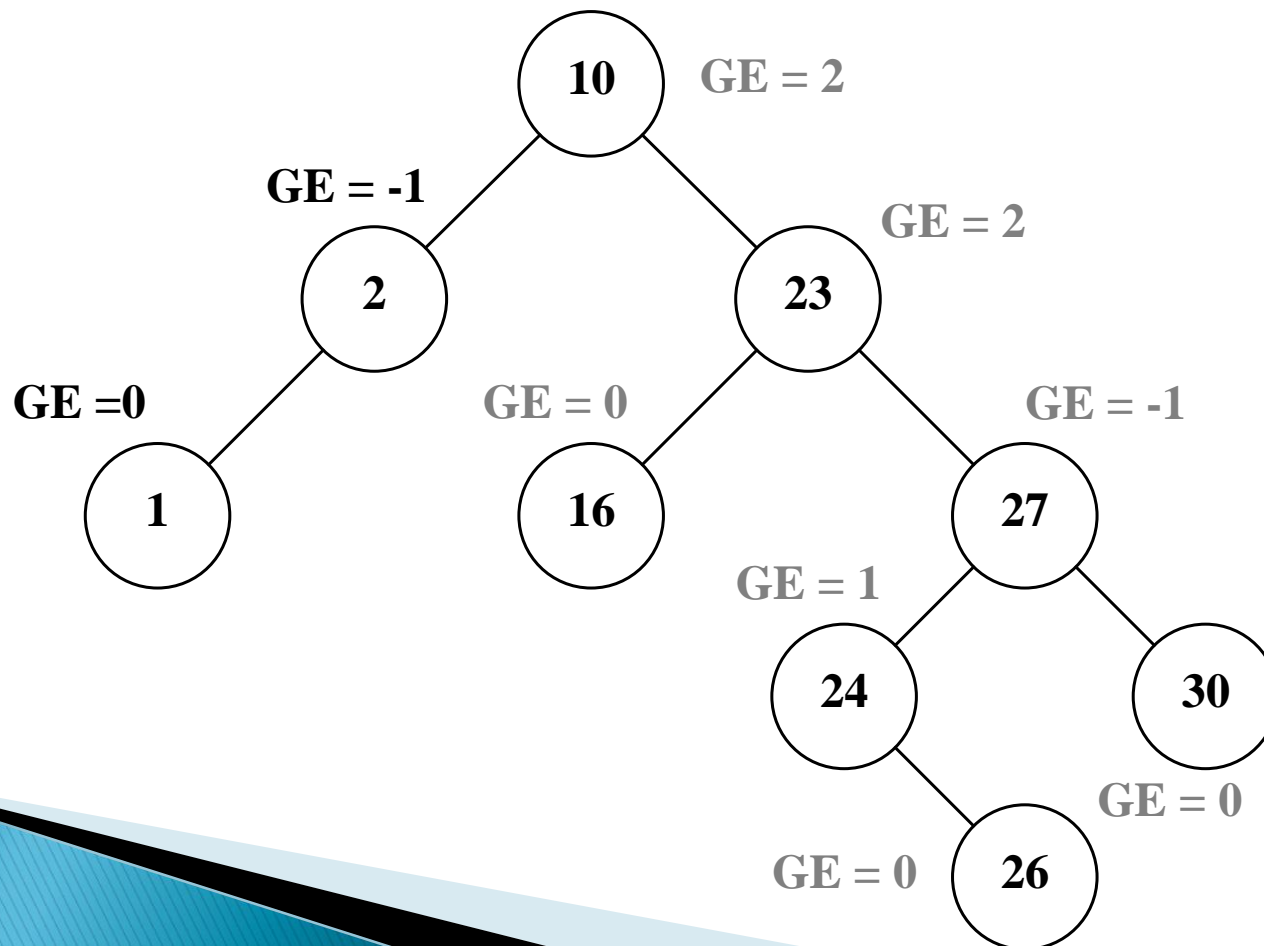 10 GE = 2
GE = -1
GE = 2
2 23
GE =0 GE = 0 GE = -1
1 16 27
GE = 1
24 30
GE = 0
GE = 0 26